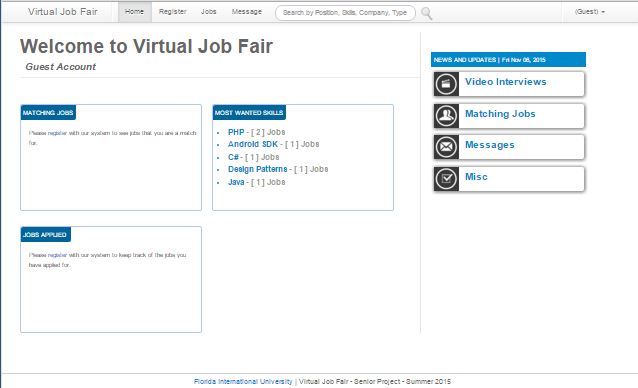 Virtual Job Fair Home Register Jobs Message Search by Position, Skills, Company, Type (Guest)
Welcome to Virtual Job Fair
Guest Account
MATCHING JOBS
Please register with our system to see jobs that you are a match
for.
MOST WANTED SKILLS
PHP - [ 2 ] Jobs
Android SDK - [ 1 ] Jobs
C# - [ 1 ] Jobs
Design Patterns - [ 1 ] Jobs
Java - [ 1 ] Jobs
JOBS APPLIED
Please register with our system to keep track of the jobs you
have applied for.
NEWS AND UPDATES | Fri Nov 06, 2015
Video Interviews
Matching Jobs
Messages
Misc
Florida International University | Virtual Job Fair - Senior Project - Summer 2015